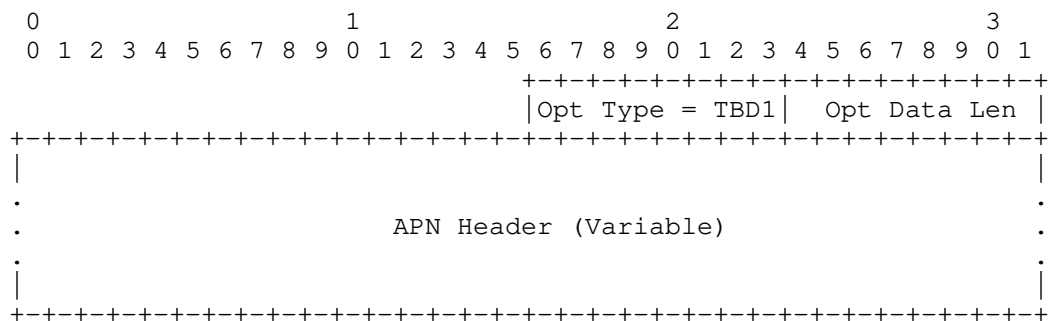 0                   1                   2                   3
0 1 2 3 4 5 6 7 8 9 0 1 2 3 4 5 6 7 8 9 0 1 2 3 4 5 6 7 8 9 0 1
+-+-+-+-+-+-+-+-+-+-+-+-+-+-+-+-+
|Opt Type = TBD1|  Opt Data Len |
+-+-+-+-+-+-+-+-+-+-+-+-+-+-+-+-+-+-+-+-+-+-+-+-+-+-+-+-+-+-+-+-+
|                                                               |
.                                                               .
.                     APN Header (Variable)                     .
.                                                               .
|                                                               |
+-+-+-+-+-+-+-+-+-+-+-+-+-+-+-+-+-+-+-+-+-+-+-+-+-+-+-+-+-+-+-+-+